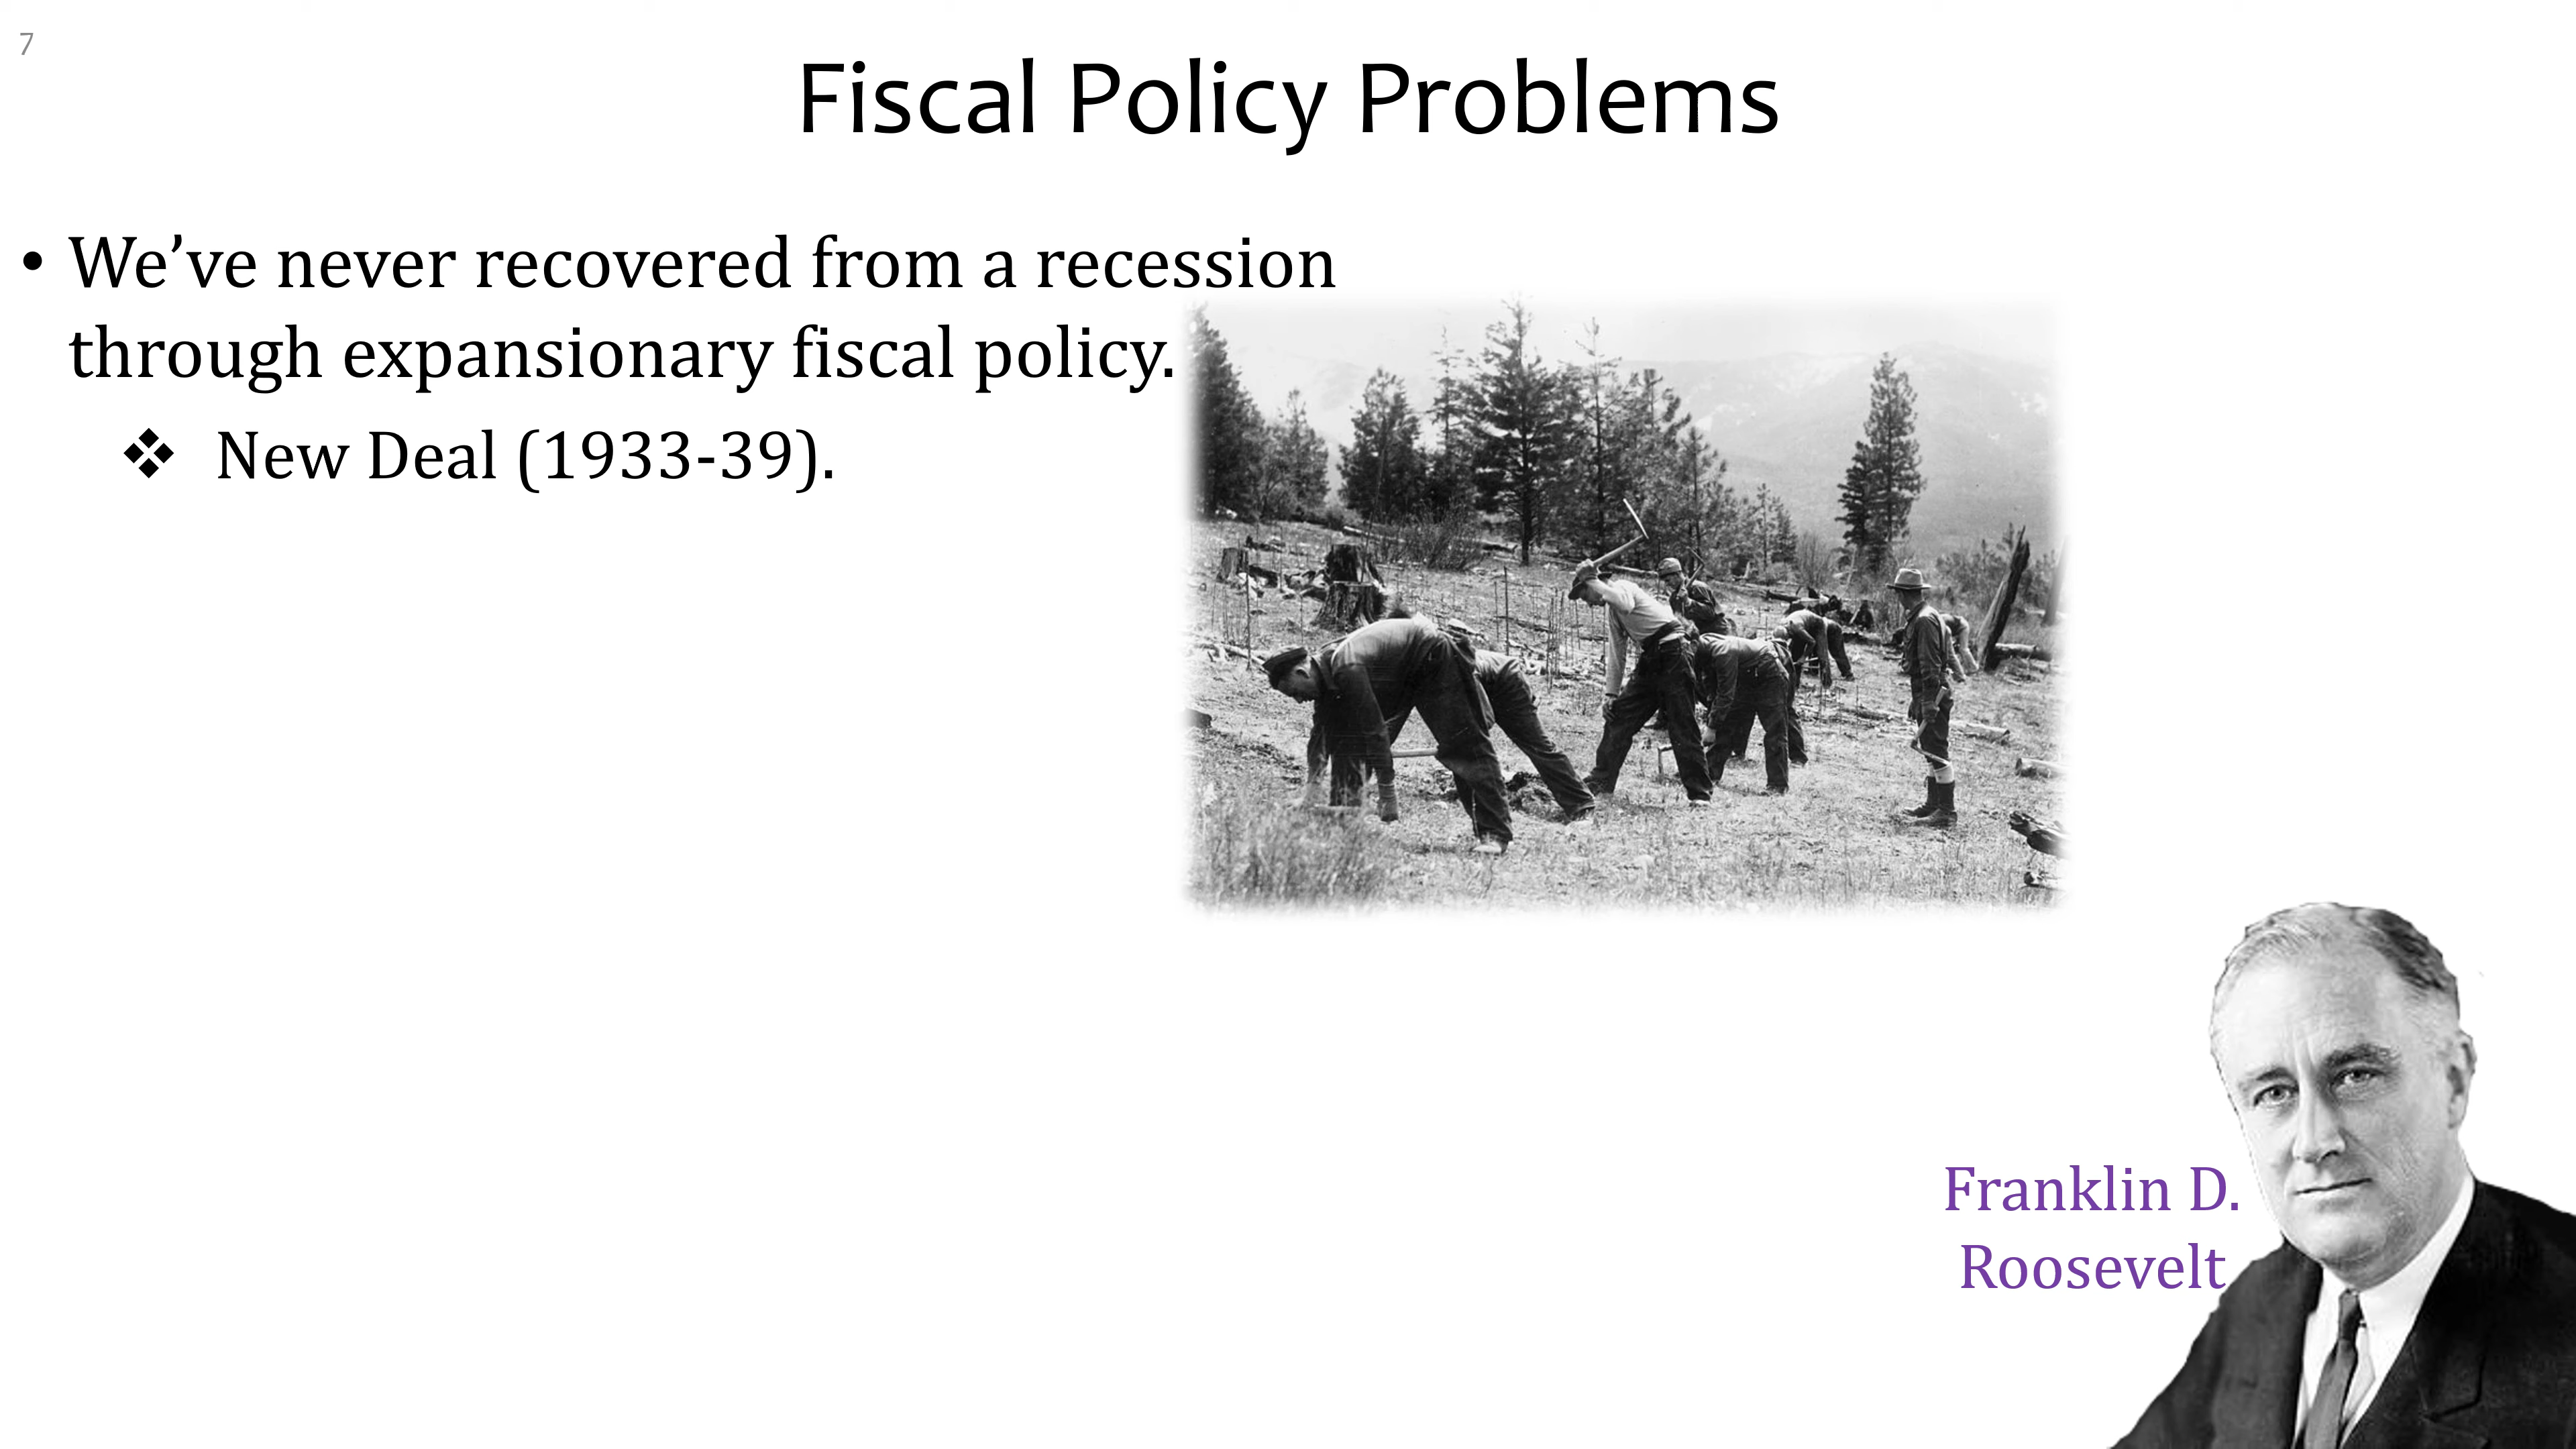 7
Fiscal Policy Problems
• We’ve never recovered from a recession
through expansionary fiscal policy.
❖ New Deal (1933-39).
Franklin D.
Roosevelt